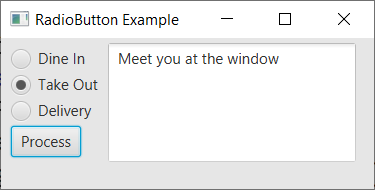 RadioButton Example
Dine In
Take Out
Delivery
Process
Meet you at the window